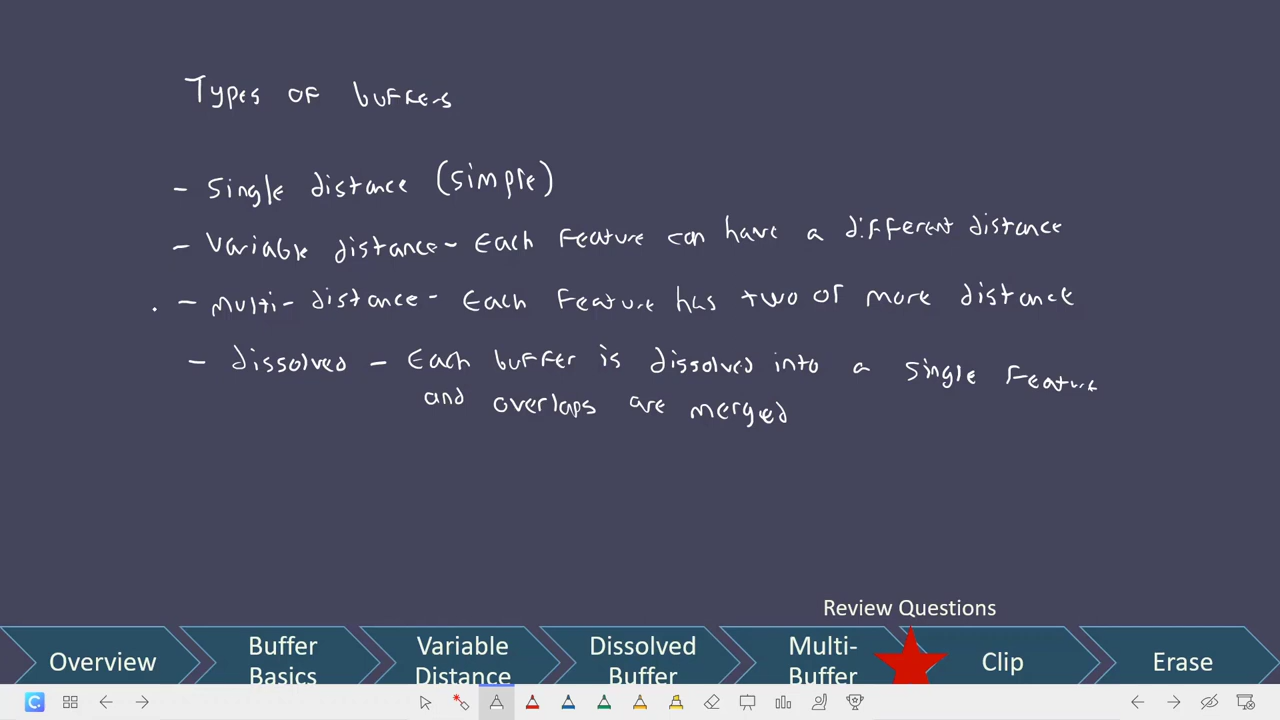 Types of buffers
- Single distance (simple)
- Variable distance - Each feature can have a different distance
- Multi-distance - Each feature has two or more distance
- dissolved - Each buffer is dissolved into a single feature
and overlaps are merged
Review Questions
Overview
Buffer
Basics
Variable
Distance
Dissolved
Buffer
Multi-
Buffer
Clip
Erase